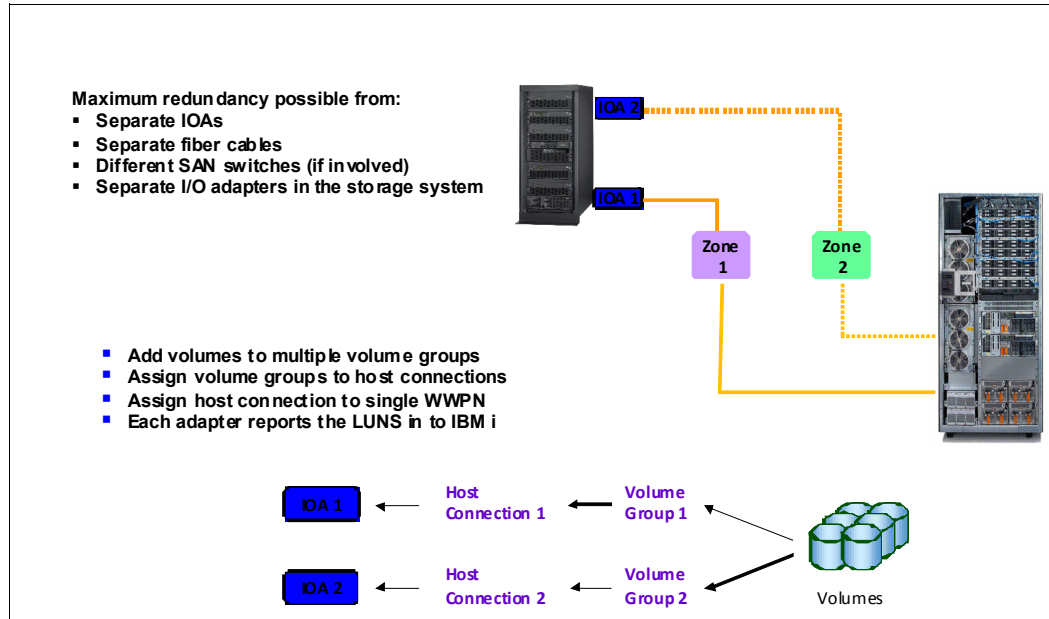 Maximum redundancy possible from:
▪ Separate IOAs
▪ Separate fiber cables
▪ Different SAN switches (if involved)
▪ Separate I/O adapters in the storage system
IOA 2
IOA 1
Zone
1
Zone
2
▪ Add volumes to multiple volume groups
▪ Assign volume groups to host connections
▪ Assign host connection to single WWPN
▪ Each adapter reports the LUNS in to IBM i
IOA 1
Host
Connection 1
Volume
Group 1
IOA 2
Host
Connection 2
Volume
Group 2
Volumes